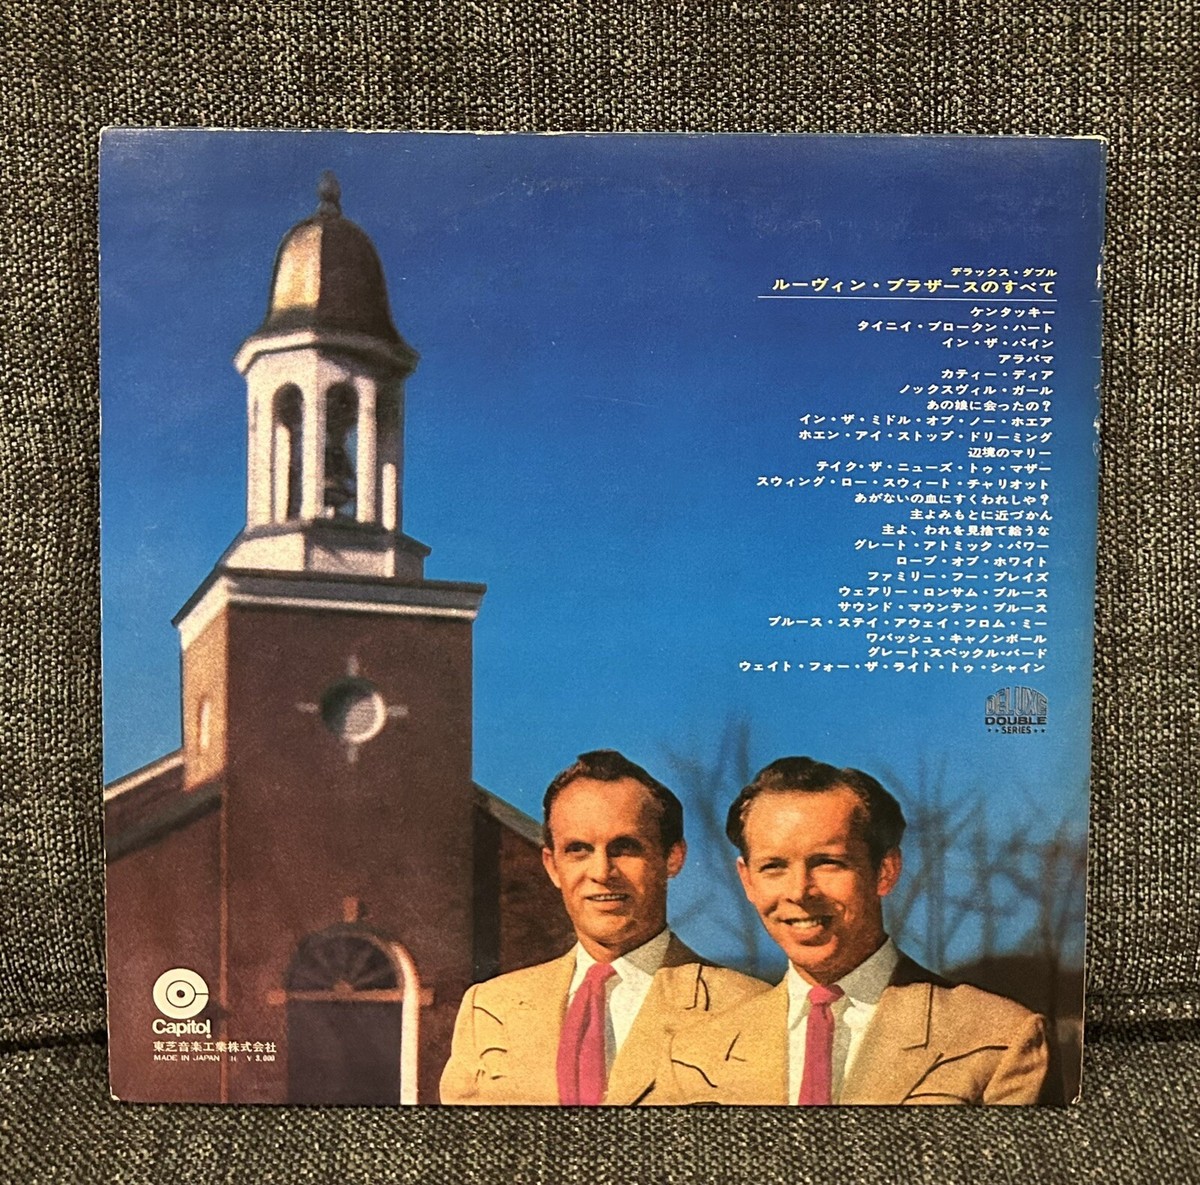 デラックス・ダブル
ルーヴィン・ブラザースのすべて
ケンタッキー
タイニイ・ブロークン・ハート
イン・ザ・パイン
アラバマ
カティー・ディア
ノックスヴィル・ガール
あの娘に会ったの?
イン・ザ・ミドル・オブ・ノー・ホエア
ホエン・アイ・ストップ・ドリーミング
辺境のマリー
テイク・ザ・ニューズ・トゥ・マザー
スウィング・ロー・スウィート・チャリオット
あがないの血にすくわれしや?
主よみもとに近づかん
主よ、われを見捨て給うな
グレート・アトミック・パワー
ローブ・オブ・ホワイト
ファミリー・フー・プレイズ
ウェアリー・ロンサム・ブルース
サウンド・マウンテン・ブルース
ブルース・ステイ・アウェイ・フロム・ミー
ワバッシュ・キャノンボール
グレート・スペックル・バード
ウェイト・フォー・ザ・ライト・トゥ・シャイン
DELUXE
DOUBLE
SERIES
Capitol
東芝音楽工業株式会社
MADE IN JAPAN ¥3,000